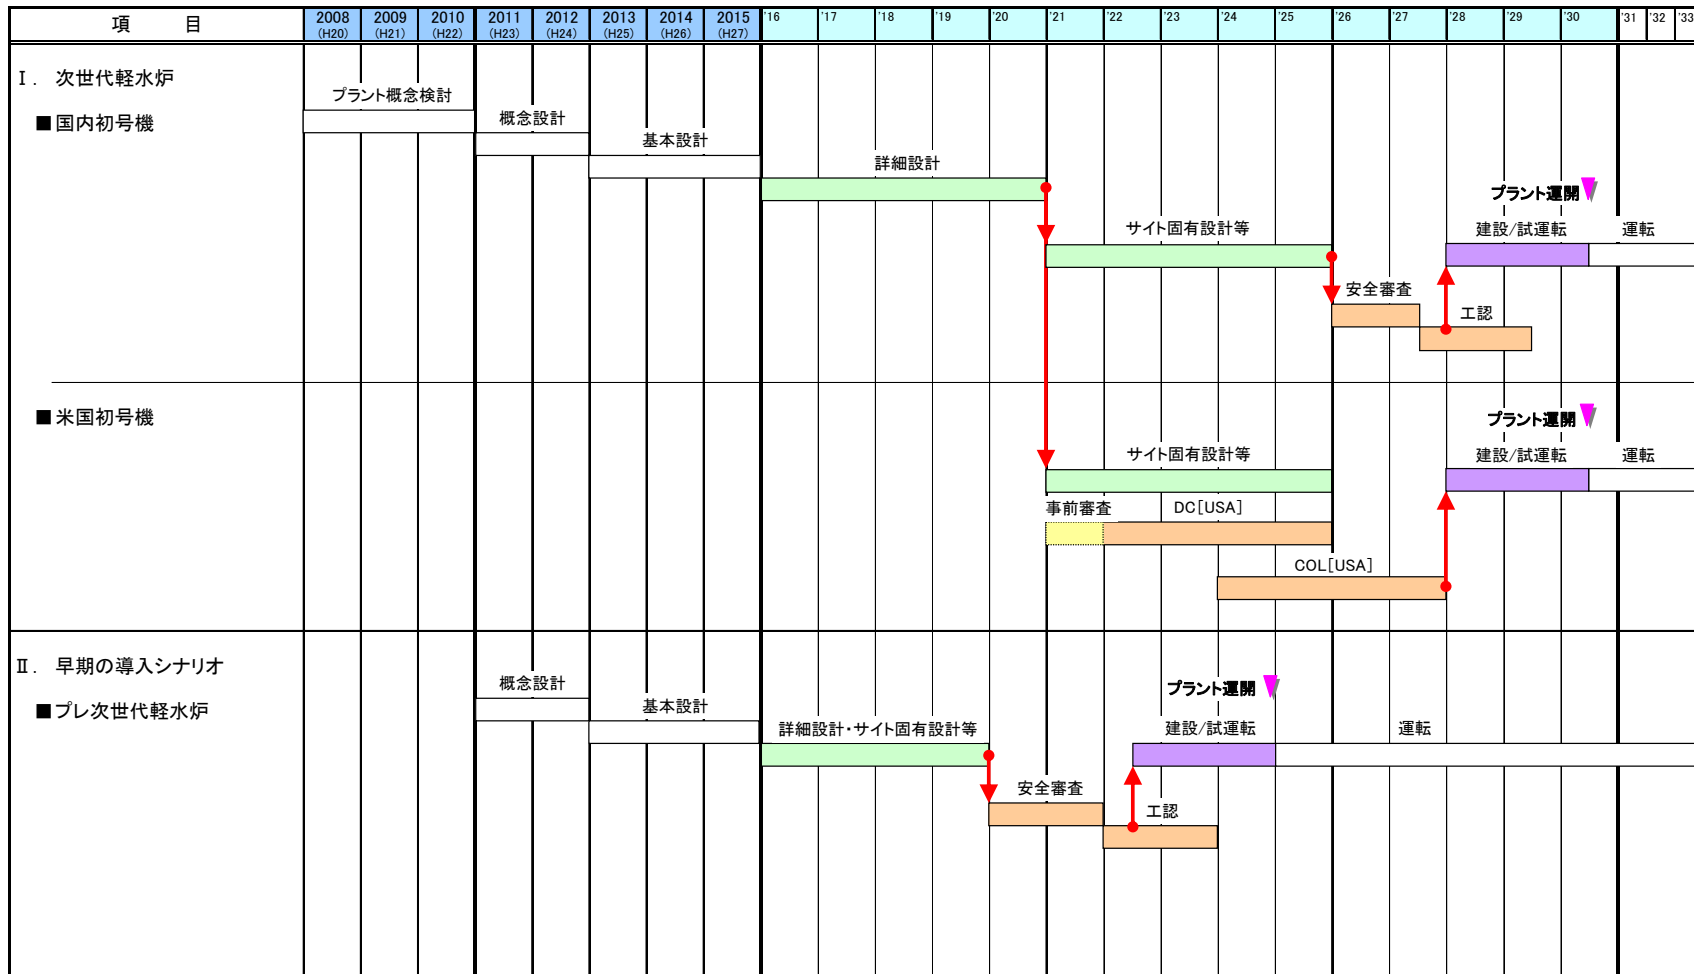 項 目 2008 2009 2010 2011 2012 2013 2014 2015 '16 '17 '18 '19 '20 '21 '22 '23 '24 '25 '26 '27 '28 '29 '30 '31 '32 '33
(H20) (H21) (H22) (H23) (H24) (H25) (H26) (H27)
Ⅰ. 次世代軽水炉
プラント概念検討
■国内初号機
概念設計
基本設計
詳細設計
プラント運開
サイト固有設計等
建設/試運転 運転
安全審査
工認
■米国初号機
プラント運開
サイト固有設計等
建設/試運転 運転
事前審査 DC[USA]
COL[USA]
Ⅱ. 早期の導入シナリオ
概念設計
プラント運開
■プレ次世代軽水炉
基本設計
詳細設計・サイト固有設計等
建設/試運転 運転
安全審査
工認